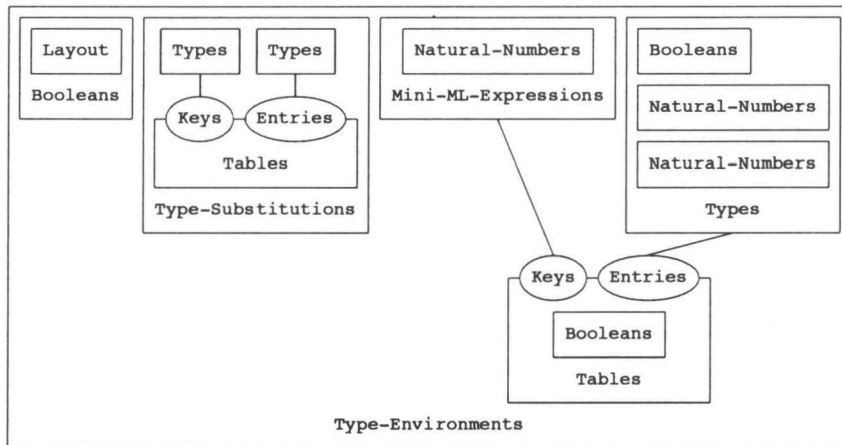 Layout
Booleans
Types
Types
Keys
Entries
Tables
Type-Substitutions
Natural-Numbers
Mini-ML-Expressions
Booleans
Natural-Numbers
Natural-Numbers
Types
Keys
Entries
Booleans
Tables
Type-Environments